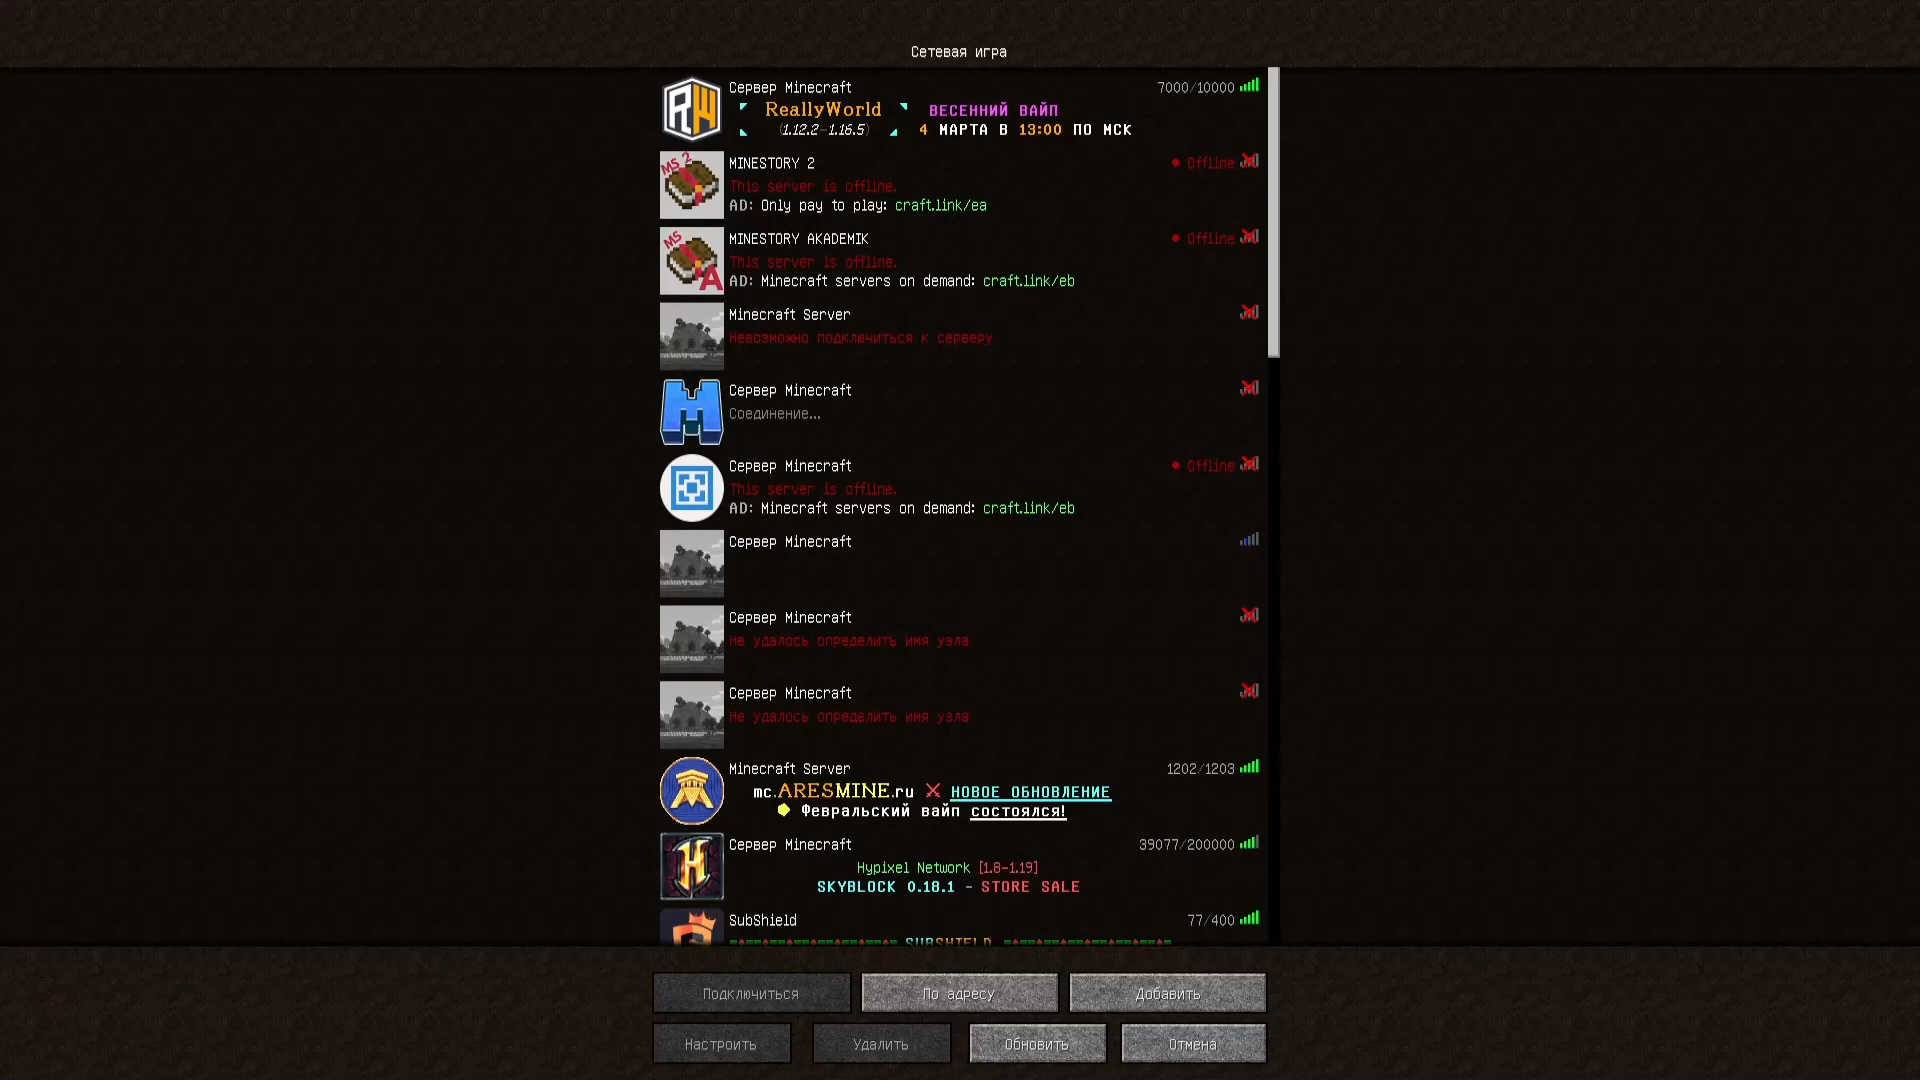 Сетевая игра
Сервер Minecraft 7000/10000
ReallyWorld ВЕСЕННИЙ ВАЙП
(1.12.2-1.16.5) 4 МАРТА В 13:00 ПО МСК
MS 2
MINESTORY 2 • Offline
This server is offline.
AD: Only pay to play: craft.link/ea
MS A
MINESTORY AKADEMIK • Offline
This server is offline.
AD: Minecraft servers on demand: craft.link/eb
Minecraft Server
Невозможно подключиться к серверу
Сервер Minecraft
Соединение...
Сервер Minecraft • Offline
This server is offline.
AD: Minecraft servers on demand: craft.link/eb
Сервер Minecraft
Сервер Minecraft
Не удалось определить имя узла
Сервер Minecraft
Не удалось определить имя узла
Minecraft Server 1202/1203
mc.ARESMINE.ru ⚔ НОВОЕ ОБНОВЛЕНИЕ
Февральский вайп состоялся!
Сервер Minecraft 39077/200000
Hypixel Network [1.8-1.19]
SKYBLOCK 0.18.1 - STORE SALE
SubShield 77/400
SUBSHIELD
Подключиться По адресу Добавить
Настроить Удалить Обновить Отмена